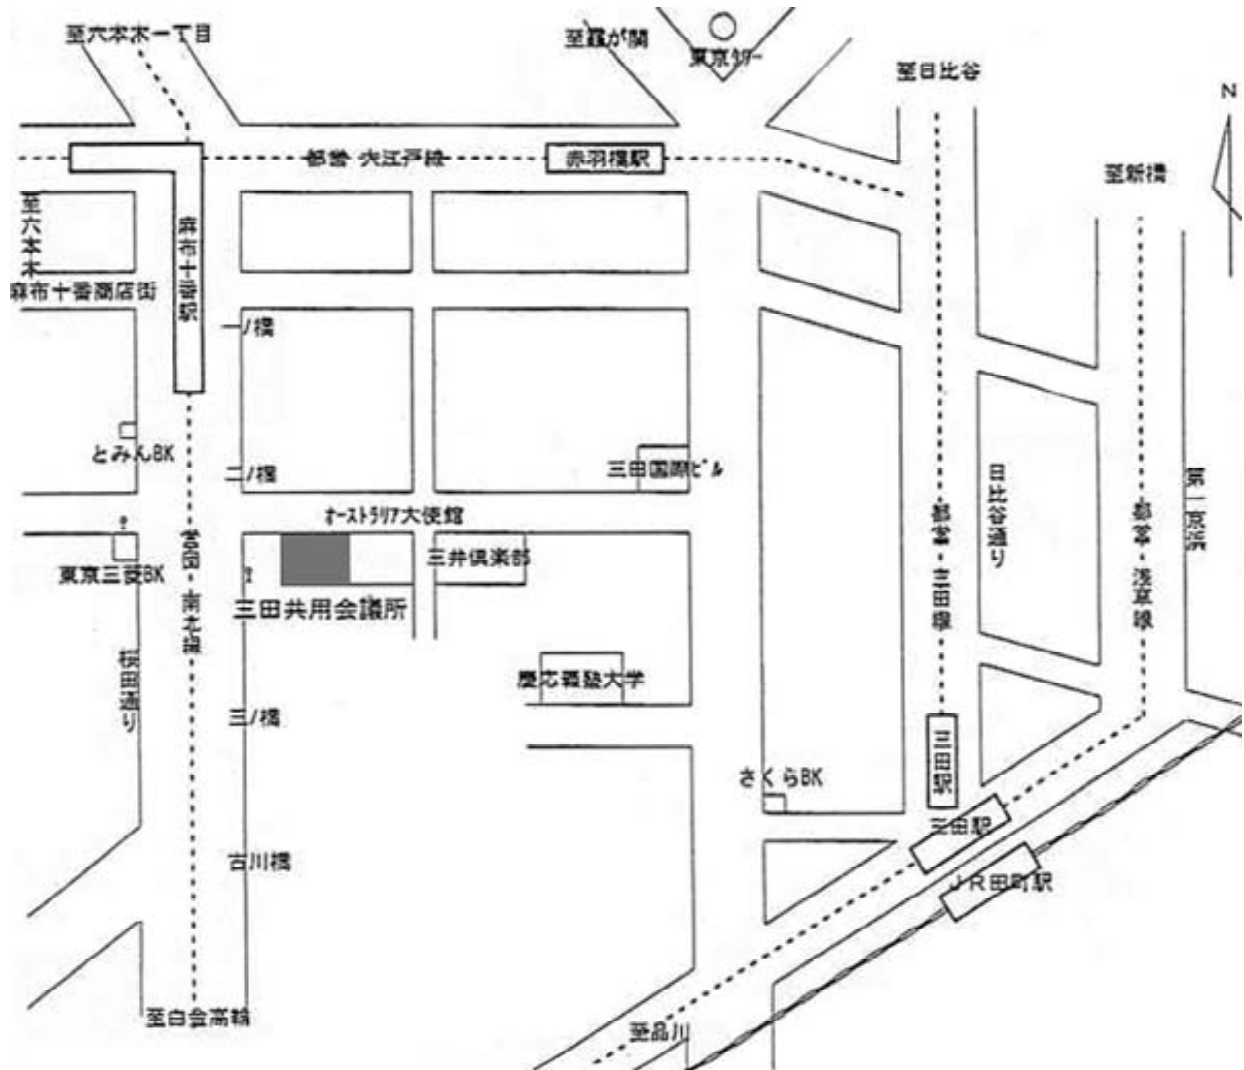 至六本木一丁目
至霞が関
東京タワー
至日比谷
N
都営 大江戸線
赤羽橋駅
至新橋
至六本木
麻布十番駅
麻布十番商店街
一ノ橋
とみんBK
二ノ橋
三田国際ビル
日比谷通り
第一京浜
オーストラリア大使館
都営 三田線
都営 浅草線
三井倶楽部
東京三菱BK
営団 南北線
三田共用会議所
桜田通り
慶応義塾大学
三ノ橋
三田駅
さくらBK
三田駅
古川橋
JR田町駅
至白金高輪
至品川